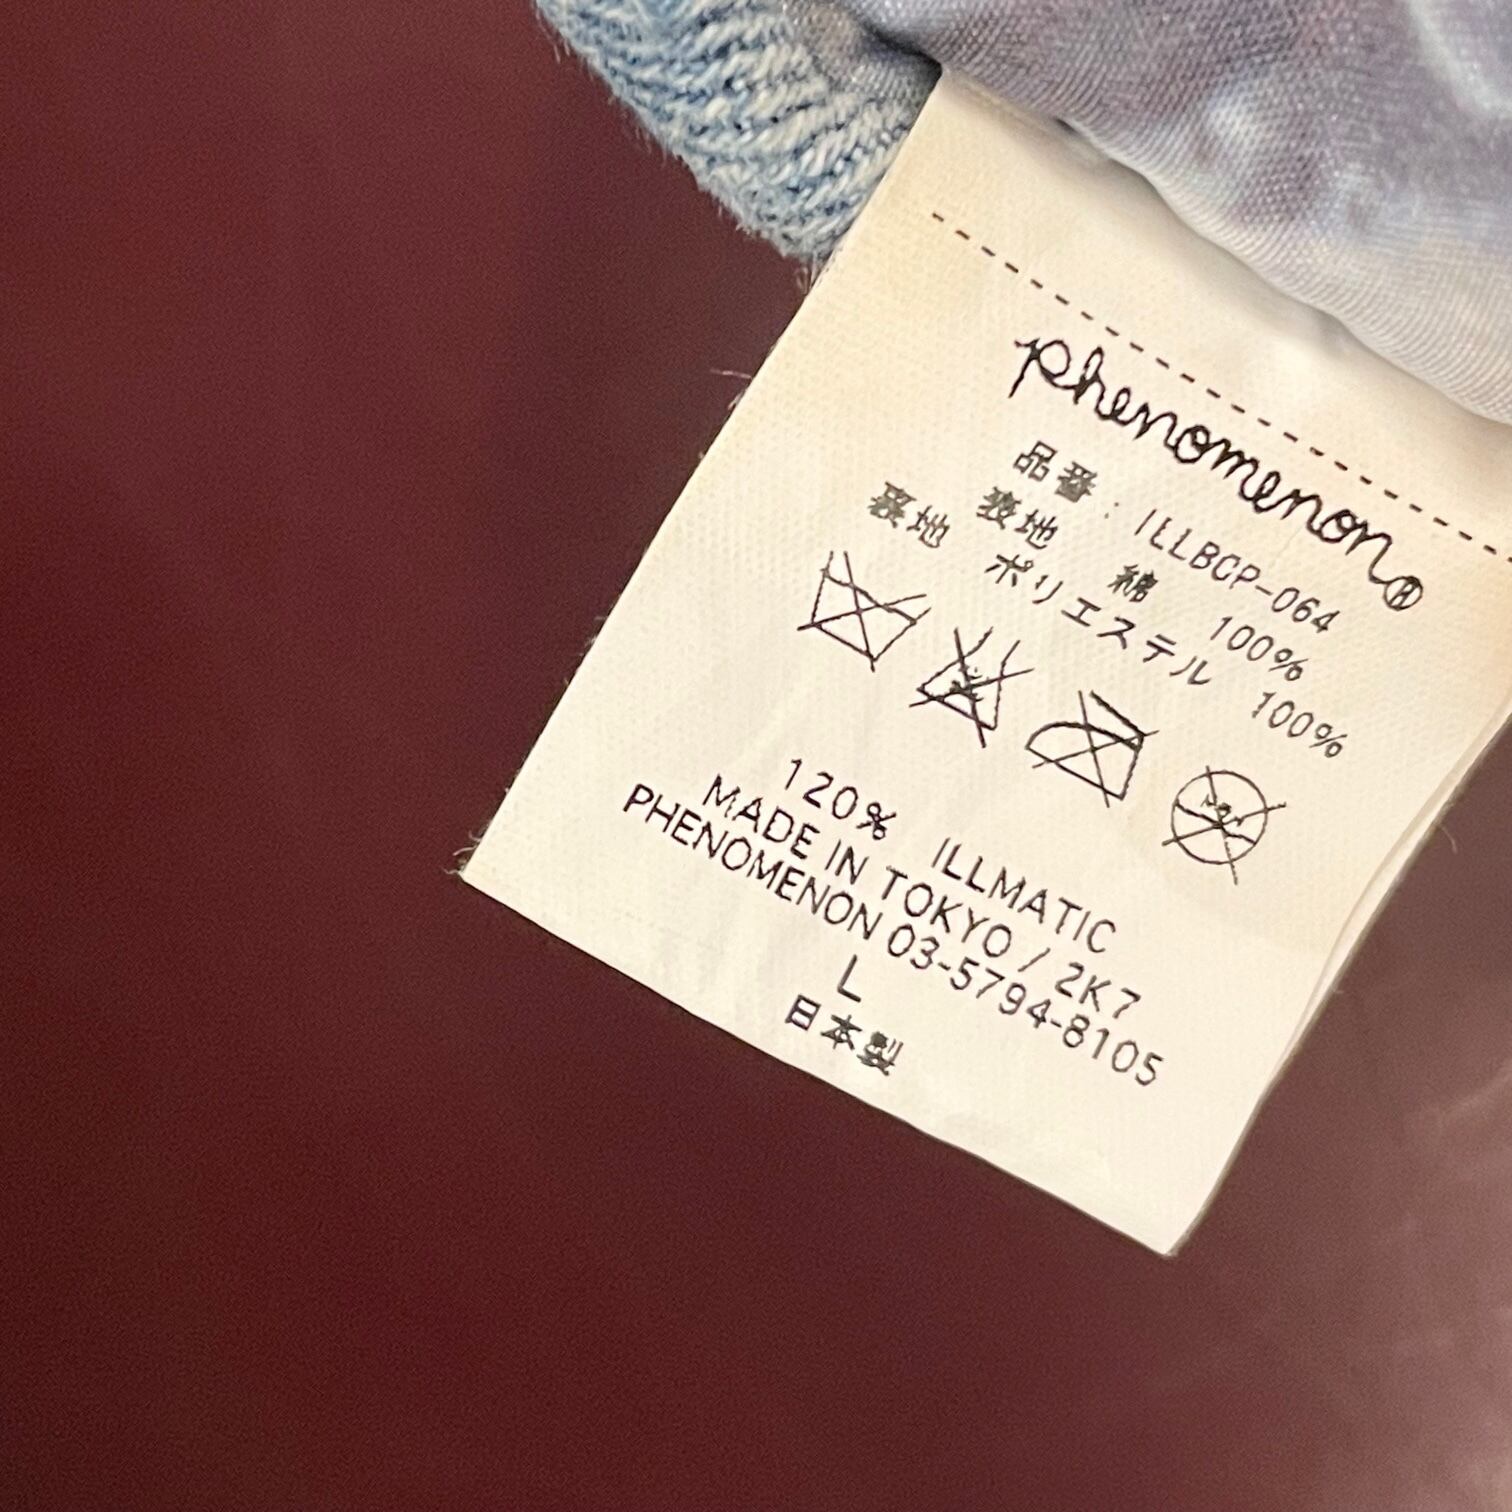 phenomenon®
品番：ILLBCP-064
表地　綿　100%
裏地　ポリエステル　100%
120% ILLMATIC
MADE IN TOKYO / 2K7
PHENOMENON 03-5794-8105
L
日本製